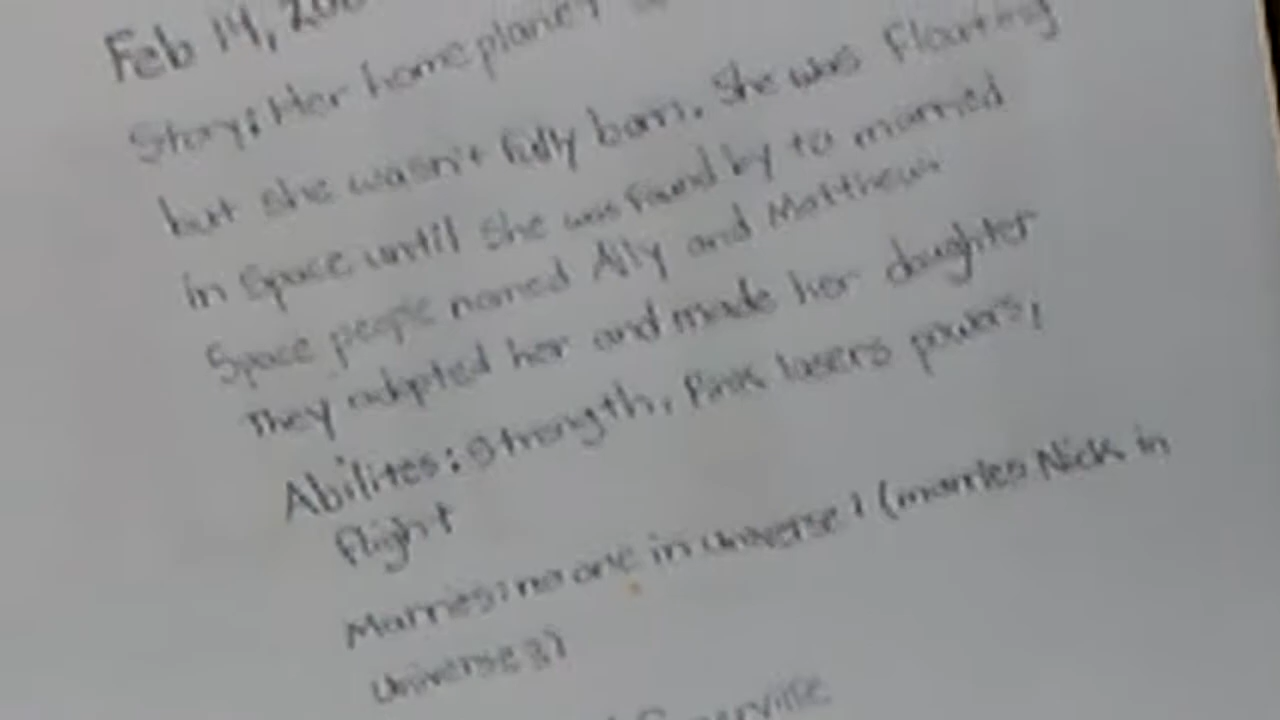 Feb 14, 200
Story: Her home planet
but she wasn't fully born. She was floating
in space until she was found by to married
Space people named Ally and Matthew
They adopted her and made her daughter
Abilites: Strength, Pink lasers powers,
flight
Marries: no one in universe 1 (marries Nick in
universe 3)